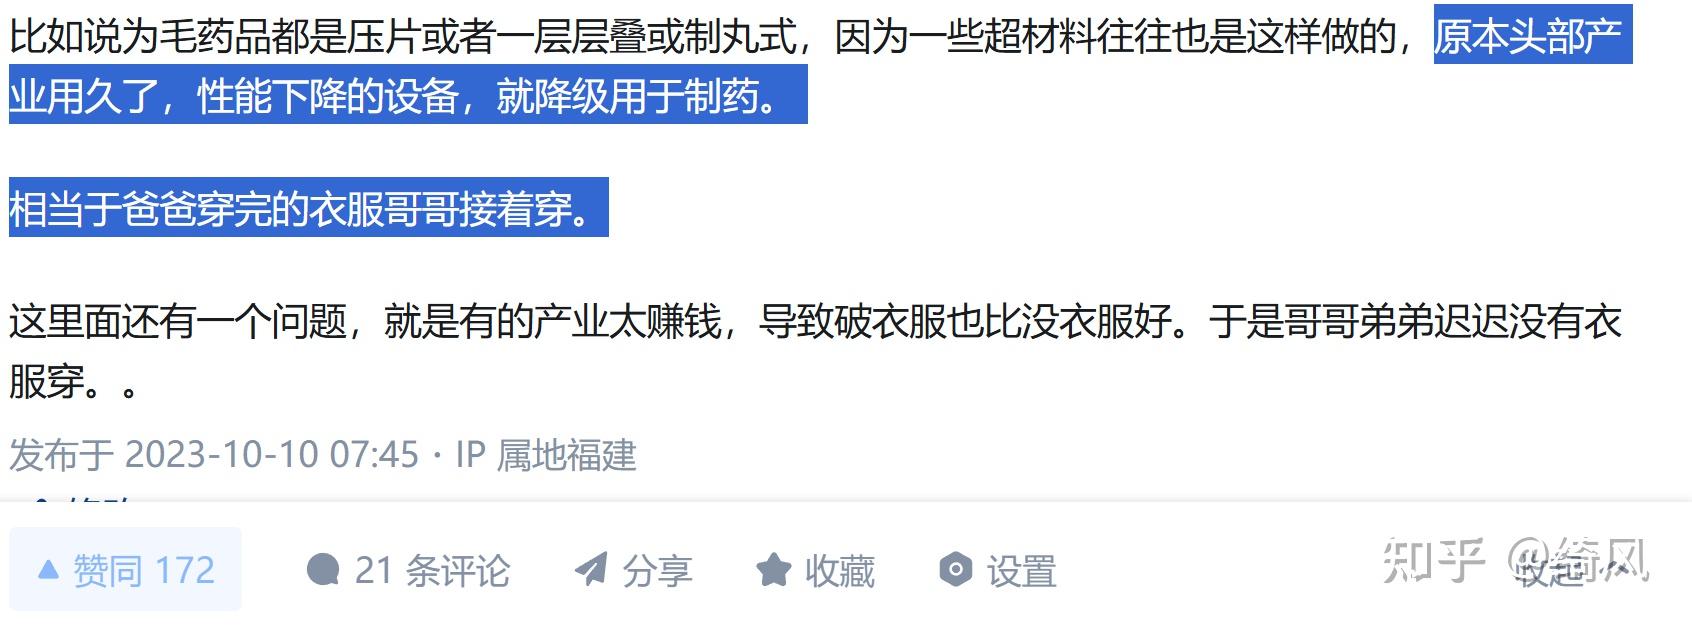 比如说为毛药品都是压片或者一层层叠或制丸式，因为一些超材料往往也是这样做的，原本头部产
业用久了，性能下降的设备，就降级用于制药。
相当于爸爸穿完的衣服哥哥接着穿。
这里面还有一个问题，就是有的产业太赚钱，导致破衣服也比没衣服好。于是哥哥弟弟迟迟没有衣
服穿。。
发布于 2023-10-10 07:45 · IP 属地福建
赞同 172 21 条评论 分享 收藏 设置 收起
知乎 @绮风